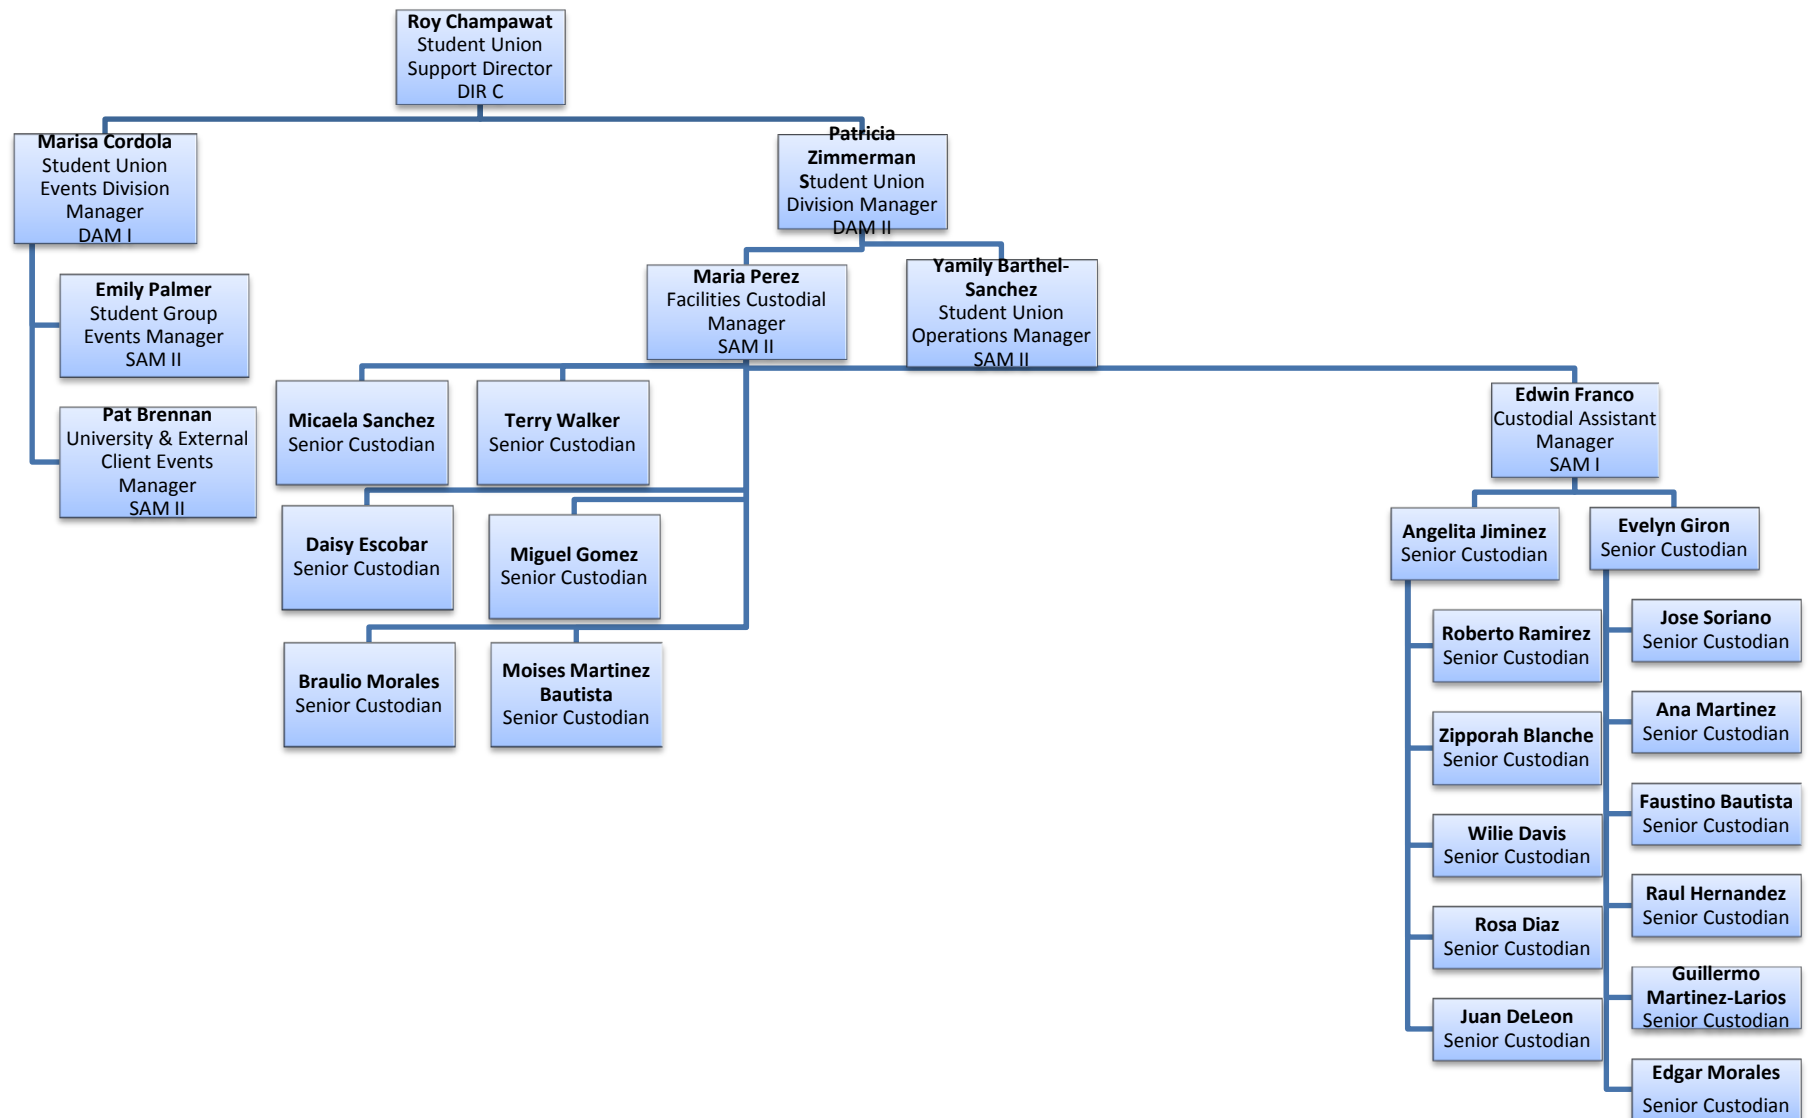 Roy Champawat
Student Union
Support Director
DIR C
Marisa Cordola
Student Union
Events Division
Manager
DAM I
Patricia
Zimmerman
Student Union
Division Manager
DAM II
Emily Palmer
Student Group
Events Manager
SAM II
Pat Brennan
University & External
Client Events
Manager
SAM II
Maria Perez
Facilities Custodial
Manager
SAM II
Yamily Barthel-
Sanchez
Student Union
Operations Manager
SAM II
Micaela Sanchez
Senior Custodian
Terry Walker
Senior Custodian
Daisy Escobar
Senior Custodian
Miguel Gomez
Senior Custodian
Braulio Morales
Senior Custodian
Moises Martinez
Bautista
Senior Custodian
Edwin Franco
Custodial Assistant
Manager
SAM I
Angelita Jiminez
Senior Custodian
Roberto Ramirez
Senior Custodian
Zipporah Blanche
Senior Custodian
Wilie Davis
Senior Custodian
Rosa Diaz
Senior Custodian
Juan DeLeon
Senior Custodian
Evelyn Giron
Senior Custodian
Jose Soriano
Senior Custodian
Ana Martinez
Senior Custodian
Faustino Bautista
Senior Custodian
Raul Hernandez
Senior Custodian
Guillermo
Martinez-Larios
Senior Custodian
Edgar Morales
Senior Custodian